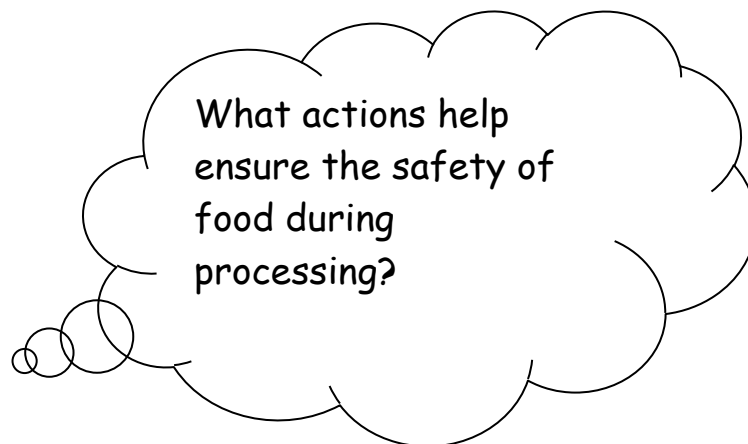 What actions help
ensure the safety of
food during
processing?